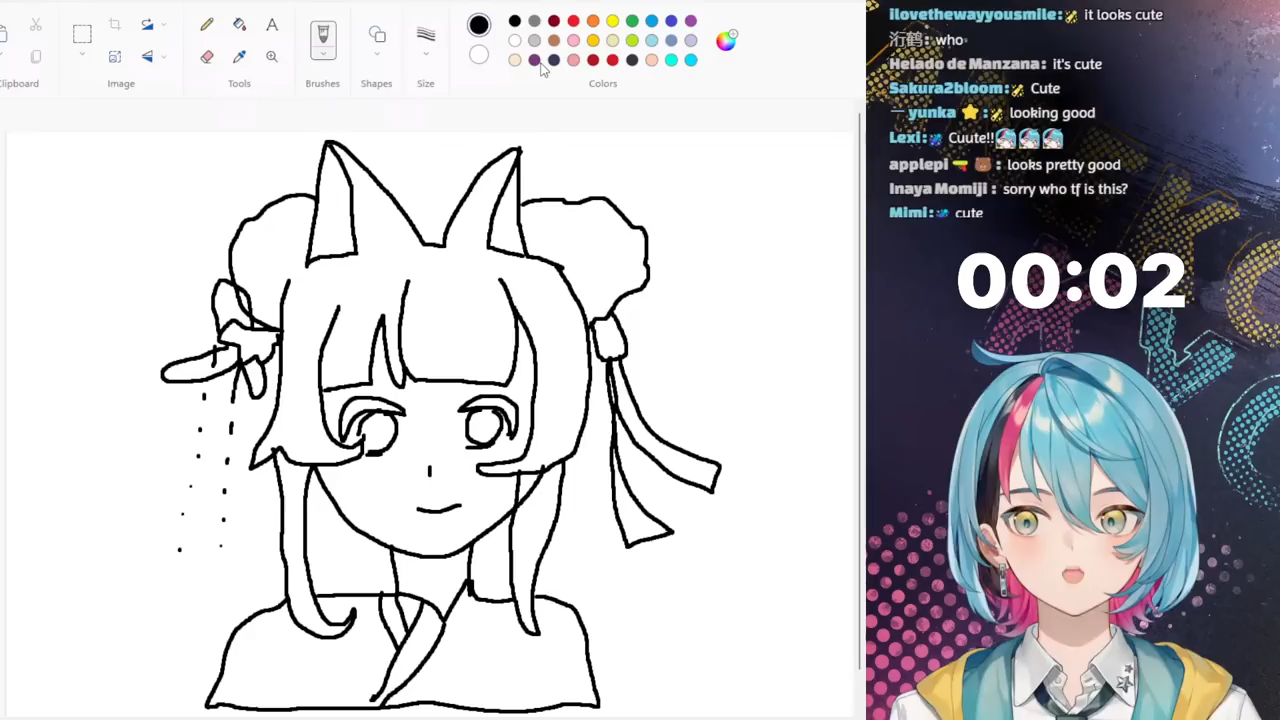 Clipboard
Image
Tools
Brushes
Shapes
Size
Colors
A
ilovethewayyousmile: it looks cute
洐鹤: who
Helado de Manzana: it's cute
Sakura2bloom: Cute
一 yunka : looking good
Lexi: Cuute!!
applepi : looks pretty good
Inaya Momiji : sorry who tf is this?
Mimi: cute
00:02